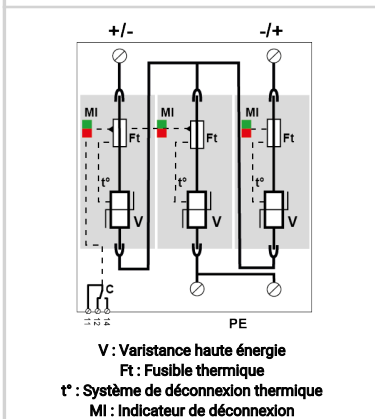 +/- -/+
MI MI MI
Ft Ft Ft
t° t° t°
V V V
C
11 12 14
PE
V : Varistance haute énergie
Ft : Fusible thermique
t° : Système de déconnexion thermique
MI : Indicateur de déconnexion